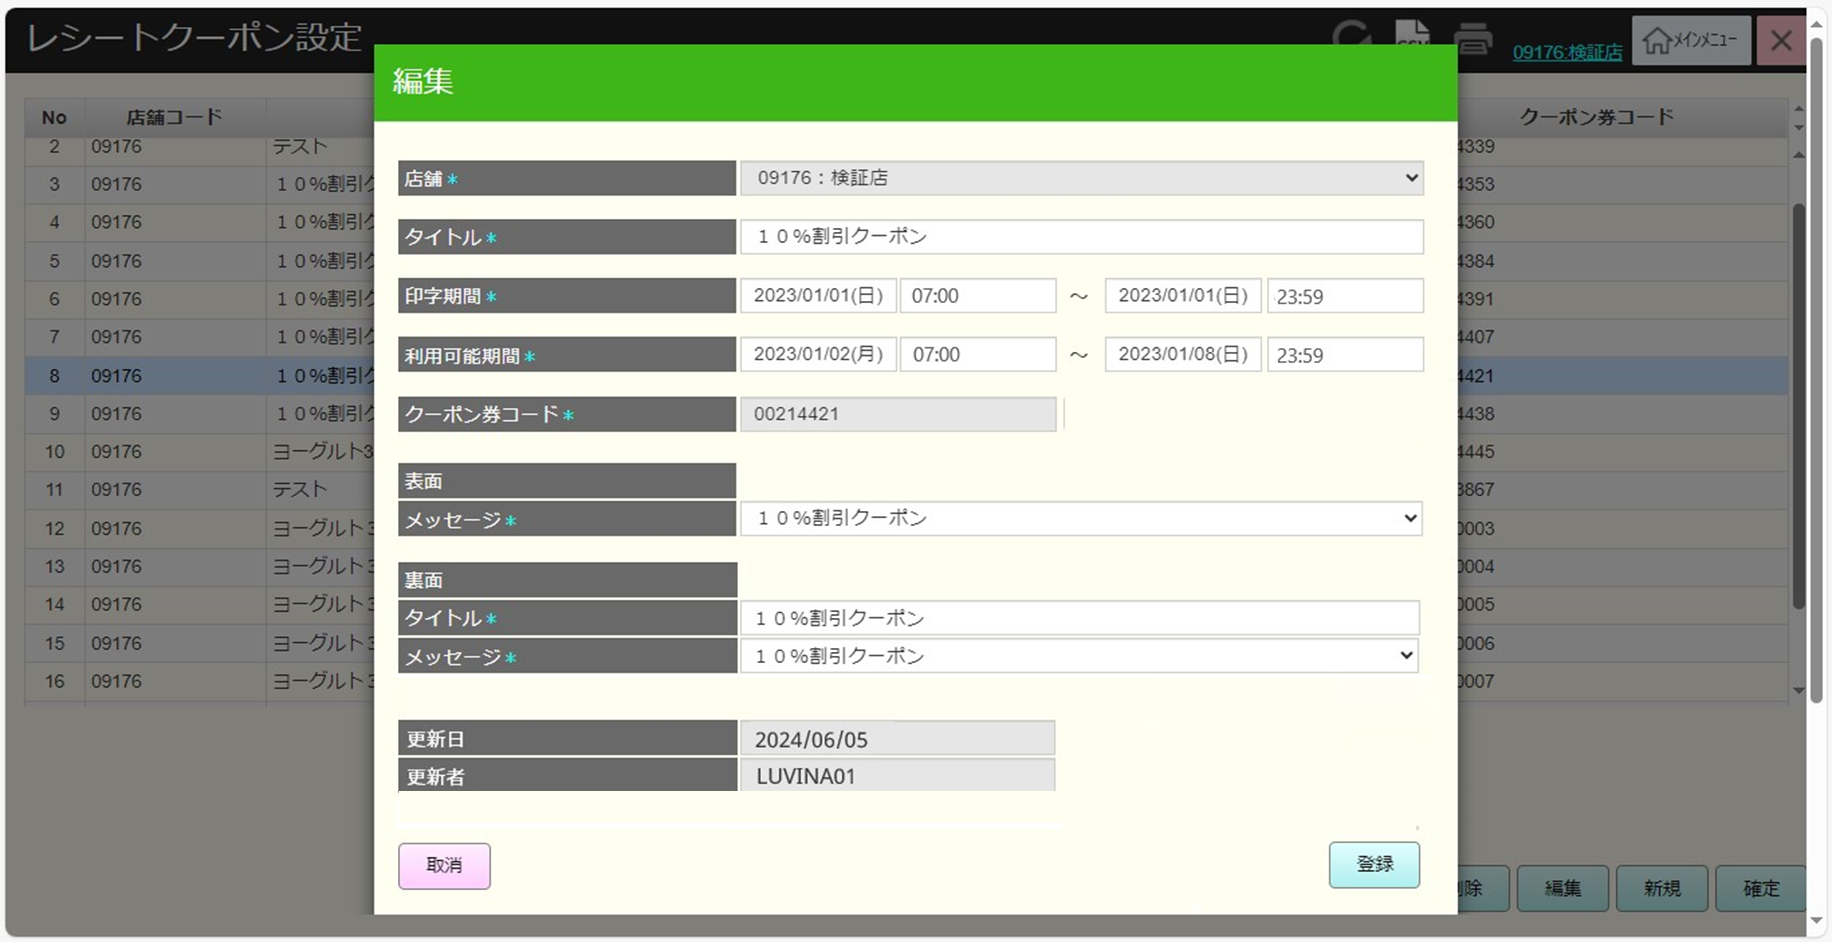 レシートクーポン設定
09176:検証店
メインメニュー
編集
No 店舗コード クーポン券コード
2 09176 テスト 4339
3 09176 １０%割引ク 4353
4 09176 １０%割引ク 4360
5 09176 １０%割引ク 4384
6 09176 １０%割引ク 4391
7 09176 １０%割引ク 4407
8 09176 １０%割引ク 4421
9 09176 １０%割引ク 4438
10 09176 ヨーグルト3 4445
11 09176 テスト 3867
12 09176 ヨーグルト３ 0003
13 09176 ヨーグルト３ 0004
14 09176 ヨーグルト３ 0005
15 09176 ヨーグルト３ 0006
16 09176 ヨーグルト３ 0007
店舗* 09176：検証店
タイトル* １０%割引クーポン
印字期間* 2023/01/01(日) 07:00 ～ 2023/01/01(日) 23:59
利用可能期間* 2023/01/02(月) 07:00 ～ 2023/01/08(日) 23:59
クーポン券コード* 00214421
表面
メッセージ* １０%割引クーポン
裏面
タイトル* １０%割引クーポン
メッセージ* １０%割引クーポン
更新日 2024/06/05
更新者 LUVINA01
取消 登録
除 編集 新規 確定